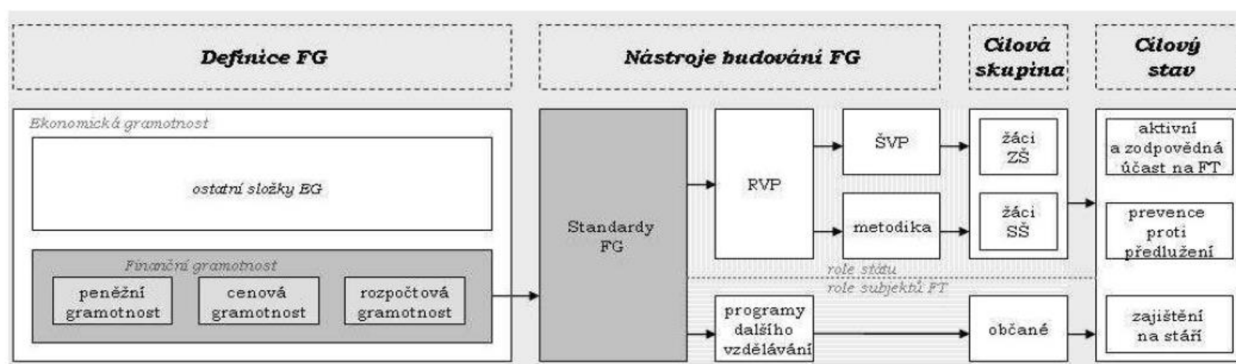 Definice FG
Nástroje budování FG
Cílová
skupina
Cílový
stav
Ekonomická gramotnost
ostatní složky EG
Finanční gramotnost
peněžní
gramotnost
cenová
gramotnost
rozpočtová
gramotnost
Standardy
FG
RVP
ŠVP
metodika
role státu
role subjektů FT
programy
dalšího
vzdělávání
žáci
ZŠ
žáci
SŠ
občané
aktivní
a zodpovědná
účast na FT
prevence
proti
předlužení
zajištění
na stáří